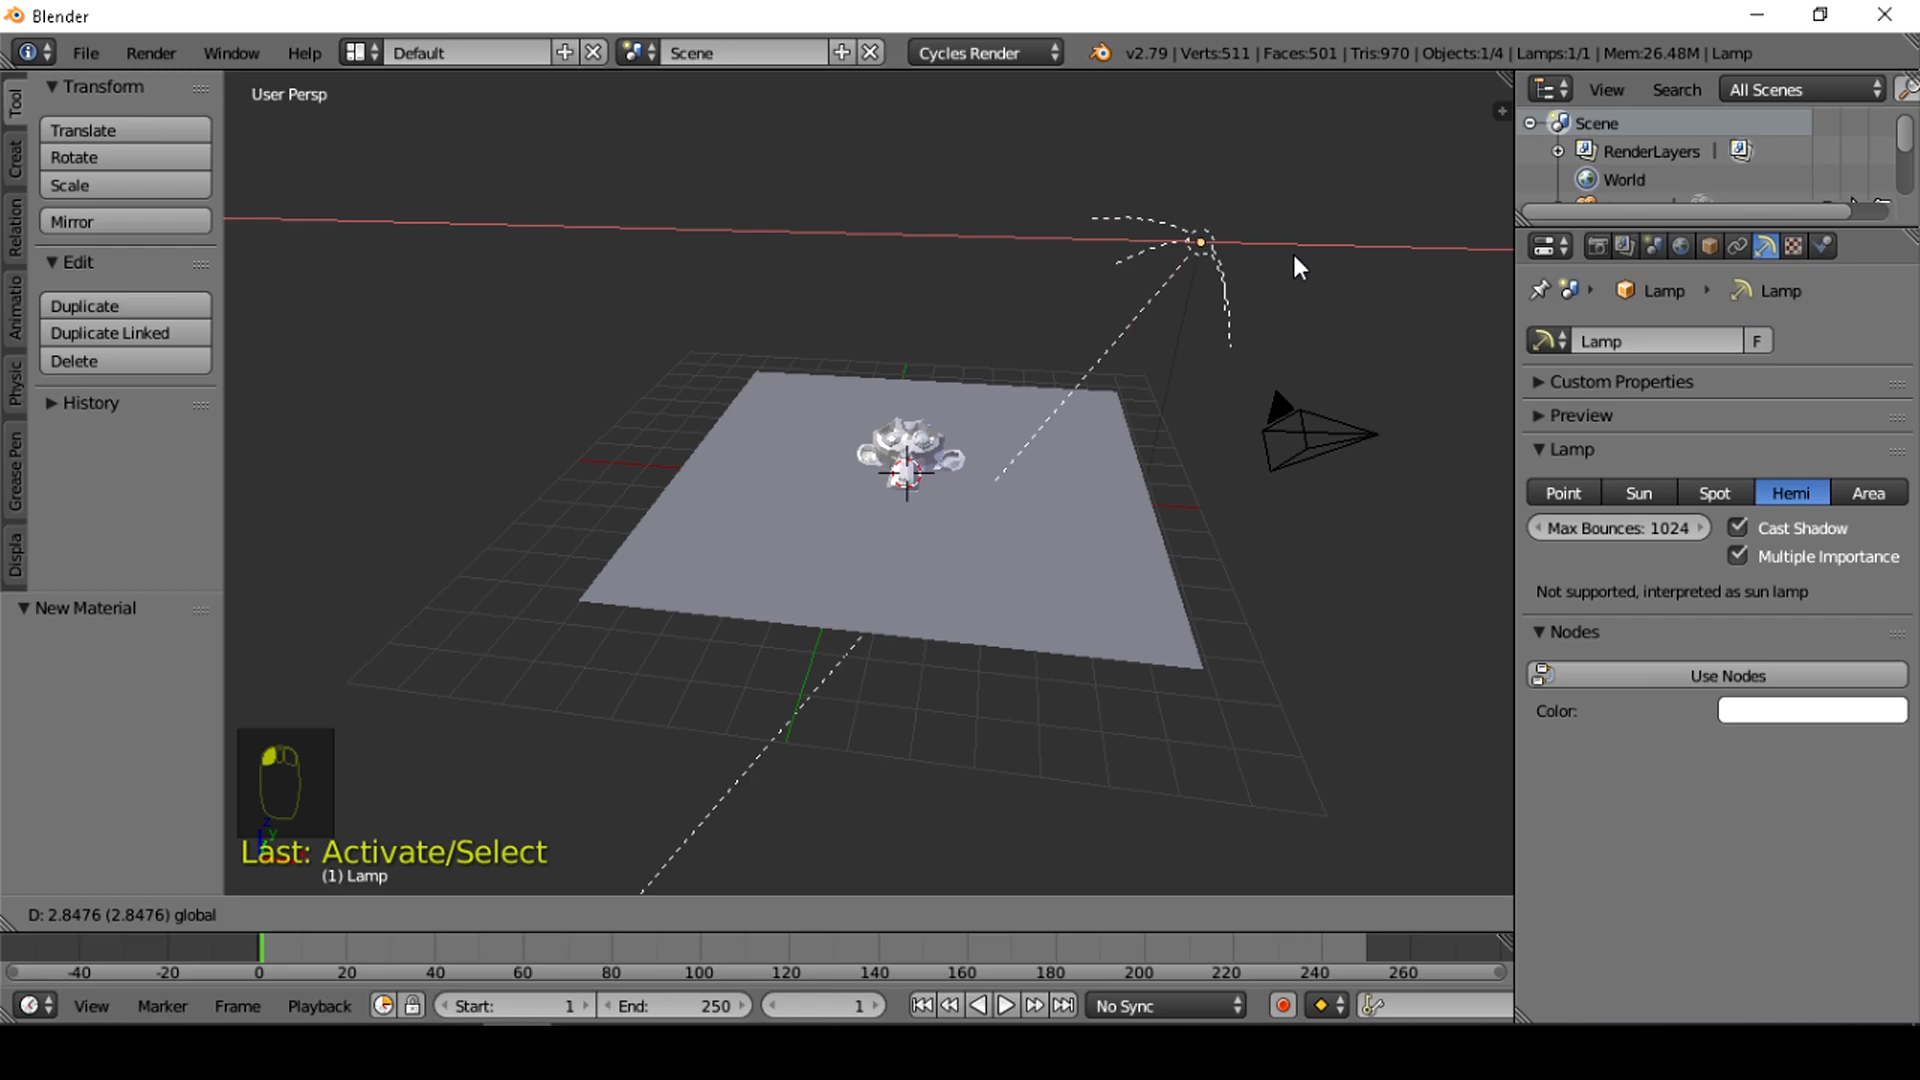 Blender
File Render Window Help Default Scene Cycles Render v2.79 | Verts:511 | Faces:501 | Tris:970 | Objects:1/4 | Lamps:1/1 | Mem:26.48M | Lamp
Tool
Creat
Relation
Animatio
Physic
Grease Pen
Displa
Transform
Translate
Rotate
Scale
Mirror
Edit
Duplicate
Duplicate Linked
Delete
History
New Material
User Persp
z
y
Last: Activate/Select
(1) Lamp
D: 2.8476 (2.8476) global
View Search All Scenes
Scene
RenderLayers |
World
Lamp Lamp
Lamp F
Custom Properties
Preview
Lamp
Point Sun Spot Hemi Area
Max Bounces: 1024 Cast Shadow
Multiple Importance
Not supported, interpreted as sun lamp
Nodes
Use Nodes
Color:
-40 -20 0 20 40 60 80 100 120 140 160 180 200 220 240 260
View Marker Frame Playback Start: 1 End: 250 1 No Sync